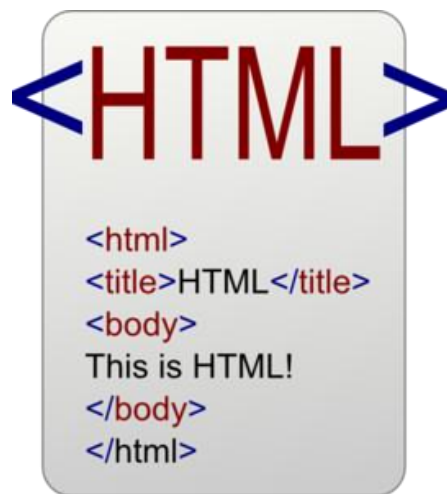 <HTML>
<html>
<title>HTML</title>
<body>
This is HTML!
</body>
</html>